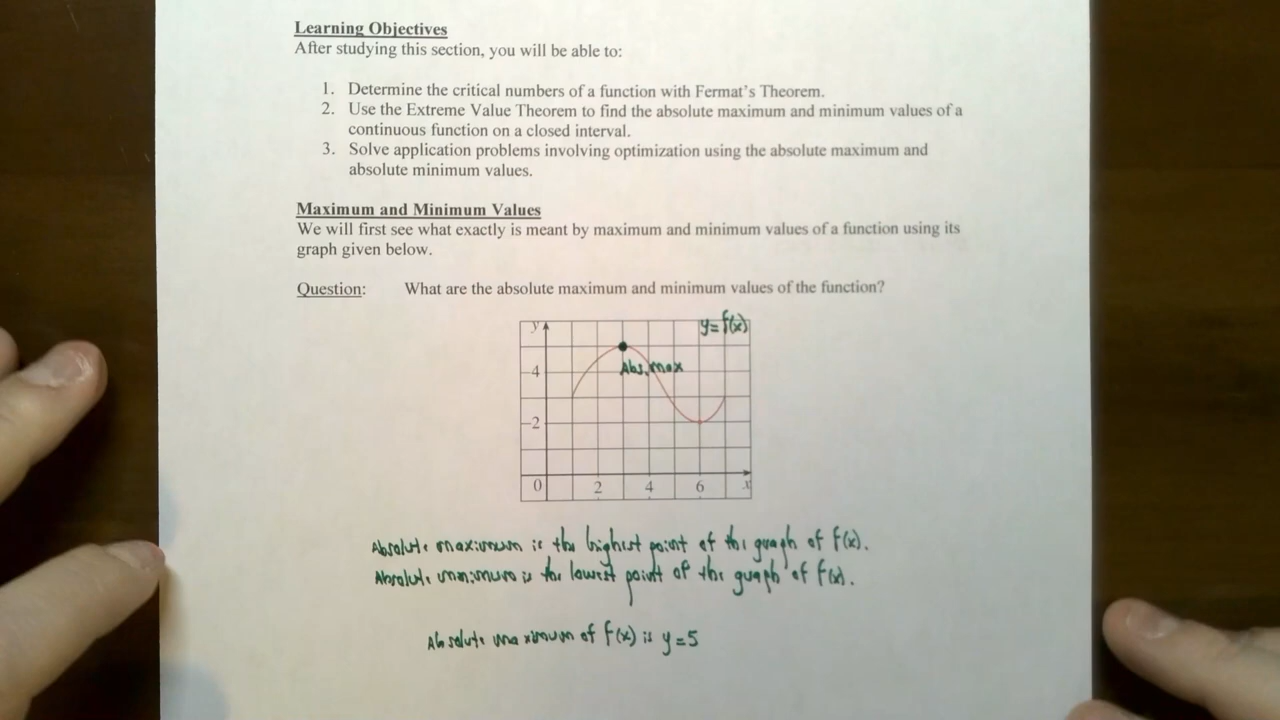 Learning Objectives
After studying this section, you will be able to:
1. Determine the critical numbers of a function with Fermat's Theorem.
2. Use the Extreme Value Theorem to find the absolute maximum and minimum values of a
continuous function on a closed interval.
3. Solve application problems involving optimization using the absolute maximum and
absolute minimum values.
Maximum and Minimum Values
We will first see what exactly is meant by maximum and minimum values of a function using its
graph given below.
Question: What are the absolute maximum and minimum values of the function?
y y=f(x)
4 Abs. max
2
0 2 4 6 x
Absolute maximum is the highest point of the graph of f(x).
Absolute minimum is the lowest point of the graph of f(x).
Absolute maximum of f(x) is y=5